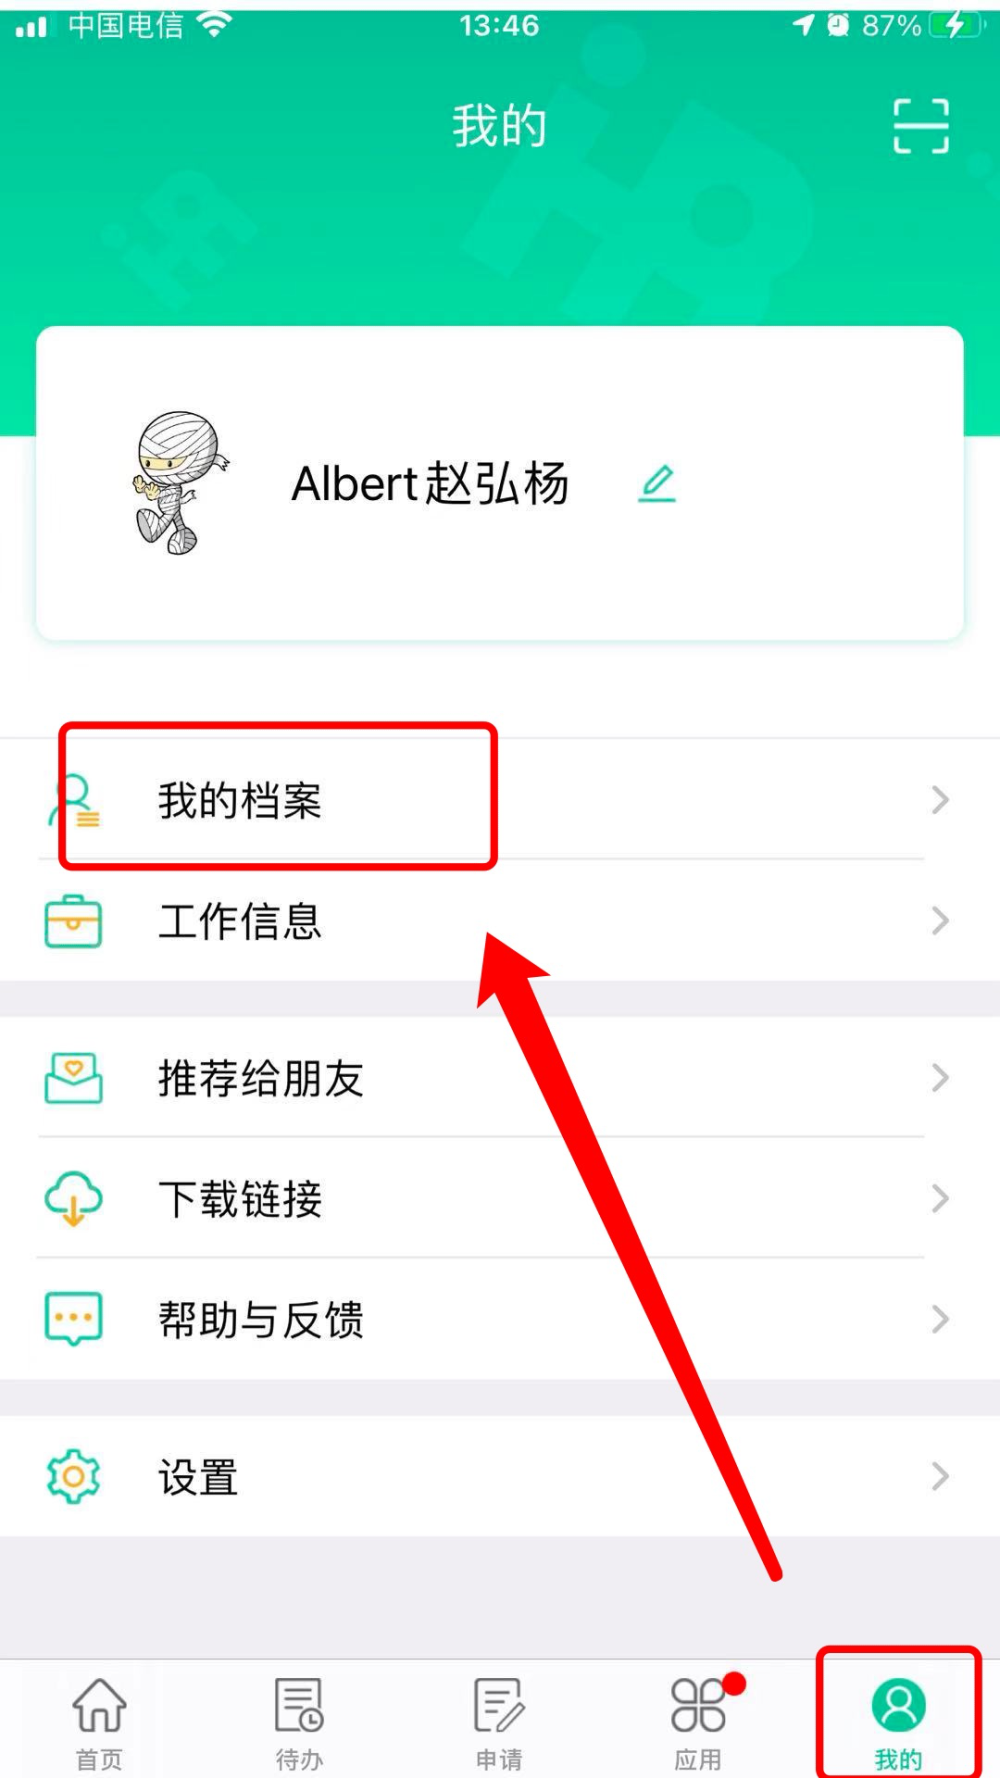 中国电信 13:46 87%
我的
Albert赵弘杨
我的档案
工作信息
推荐给朋友
下载链接
帮助与反馈
设置
首页 待办 申请 应用 我的